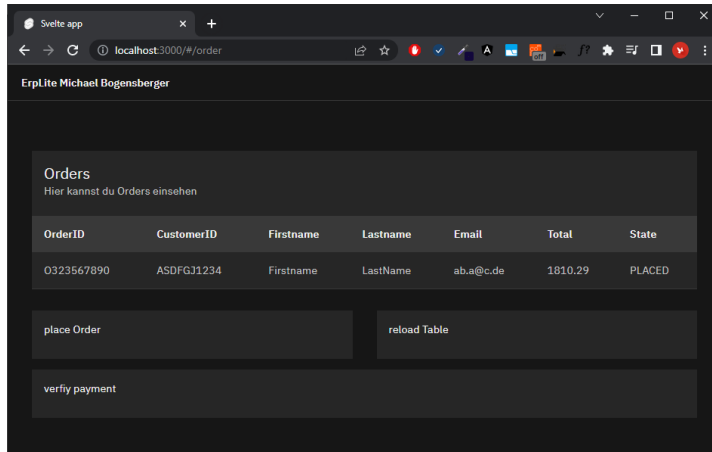 Svelte app
localhost:3000/#/order
off
ErpLite Michael Bogensberger
Orders
Hier kannst du Orders einsehen
OrderID CustomerID Firstname Lastname Email Total State
O323567890 ASDFGJ1234 Firstname LastName ab.a@c.de 1810.29 PLACED
place Order reload Table
verfiy payment